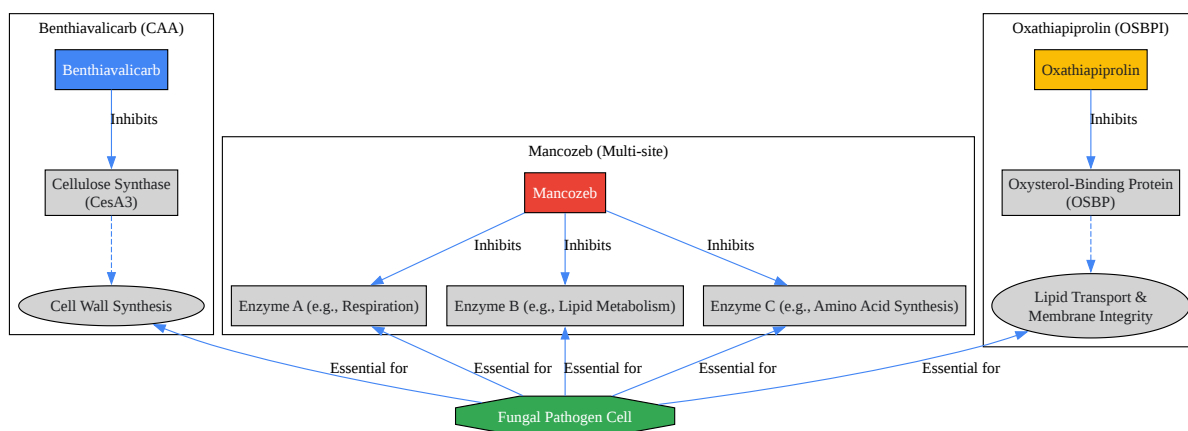 Benthiavalicarb (CAA)
Benthiavalicarb
Inhibits
Cellulose Synthase
(CesA3)
Cell Wall Synthesis
Mancozeb (Multi-site)
Mancozeb
Inhibits
Inhibits
Inhibits
Enzyme A (e.g., Respiration)
Enzyme B (e.g., Lipid Metabolism)
Enzyme C (e.g., Amino Acid Synthesis)
Oxathiapiprolin (OSBPI)
Oxathiapiprolin
Inhibits
Oxysterol-Binding Protein
(OSBP)
Lipid Transport &
Membrane Integrity
Essential for
Essential for
Essential for
Essential for
Essential for
Fungal Pathogen Cell